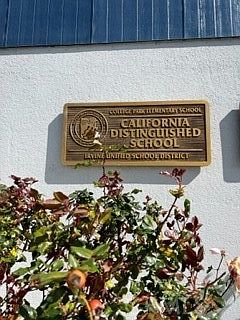 COLLEGE PARK ELEMENTARY SCHOOL
CALIFORNIA
DISTINGUISHED
SCHOOL
IRVINE UNIFIED SCHOOL DISTRICT